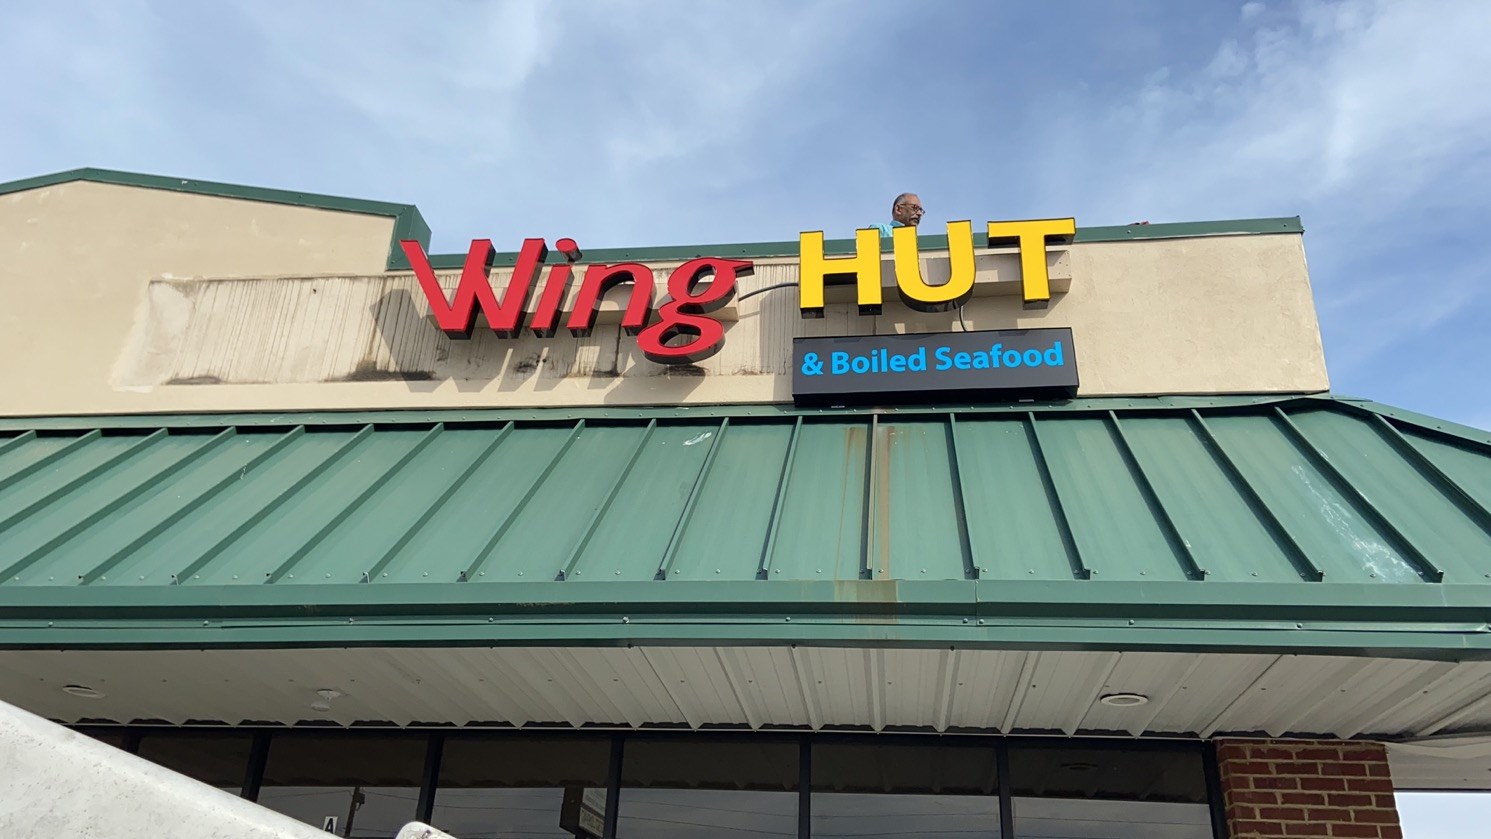 Wing HUT
& Boiled Seafood
A